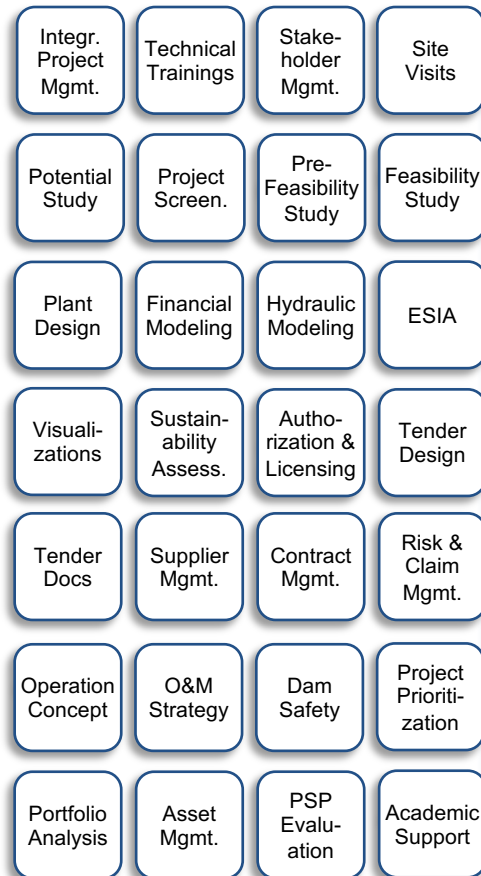 Integr.
Project
Mgmt.
Technical
Trainings
Stake-
holder
Mgmt.
Site
Visits
Potential
Study
Project
Screen.
Pre-
Feasibility
Study
Feasibility
Study
Plant
Design
Financial
Modeling
Hydraulic
Modeling
ESIA
Visuali-
zations
Sustain-
ability
Assess.
Autho-
rization &
Licensing
Tender
Design
Tender
Docs
Supplier
Mgmt.
Contract
Mgmt.
Risk &
Claim
Mgmt.
Operation
Concept
O&M
Strategy
Dam
Safety
Project
Prioriti-
zation
Portfolio
Analysis
Asset
Mgmt.
PSP
Evalu-
ation
Academic
Support